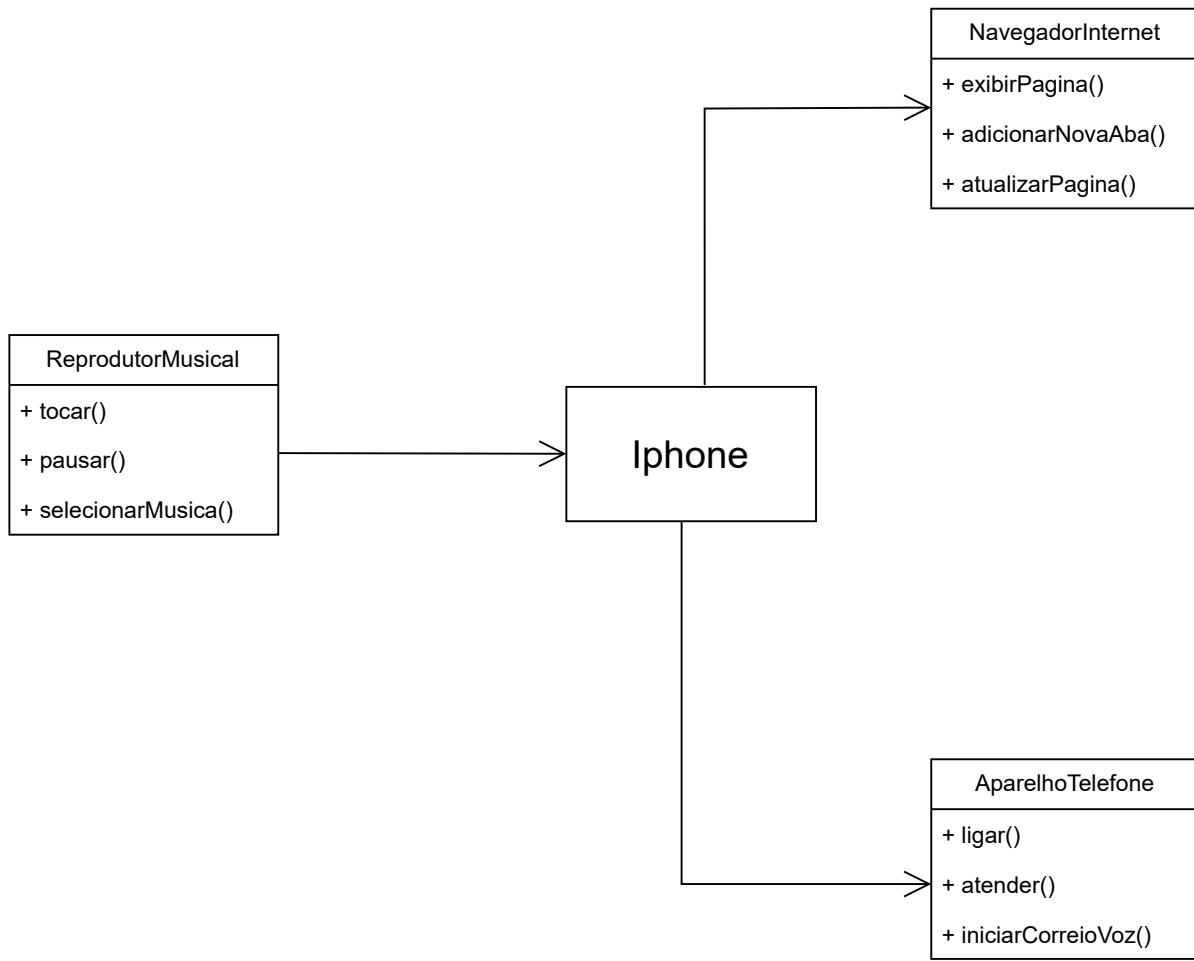 NavegadorInternet
+ exibirPagina()
+ adicionarNovaAba()
+ atualizarPagina()
ReprodutorMusical
+ tocar()
+ pausar()
+ selecionarMusica()
Iphone
AparelhoTelefone
+ ligar()
+ atender()
+ iniciarCorreioVoz()